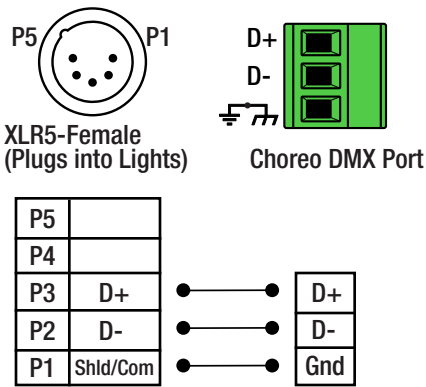 P5 P1
D+
D-
XLR5-Female
(Plugs into Lights)
Choreo DMX Port
P5
P4
P3 D+ D+
P2 D- D-
P1 Shld/Com Gnd